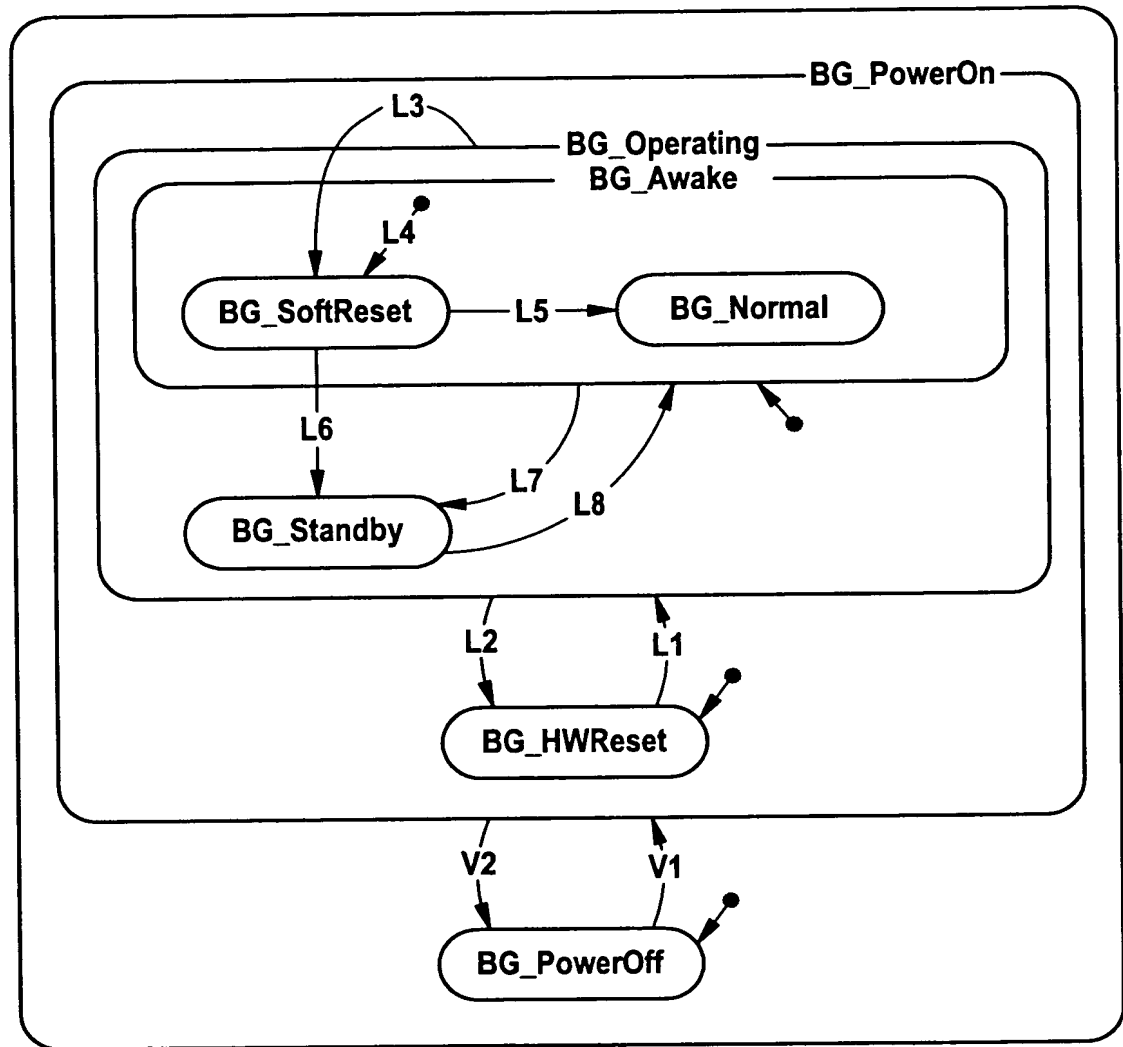 BG_PowerOn
L3
BG_Operating
BG_Awake
L4
BG_SoftReset
L5
BG_Normal
L6
L7
L8
BG_Standby
L2
L1
BG_HWReset
V2
V1
BG_PowerOff